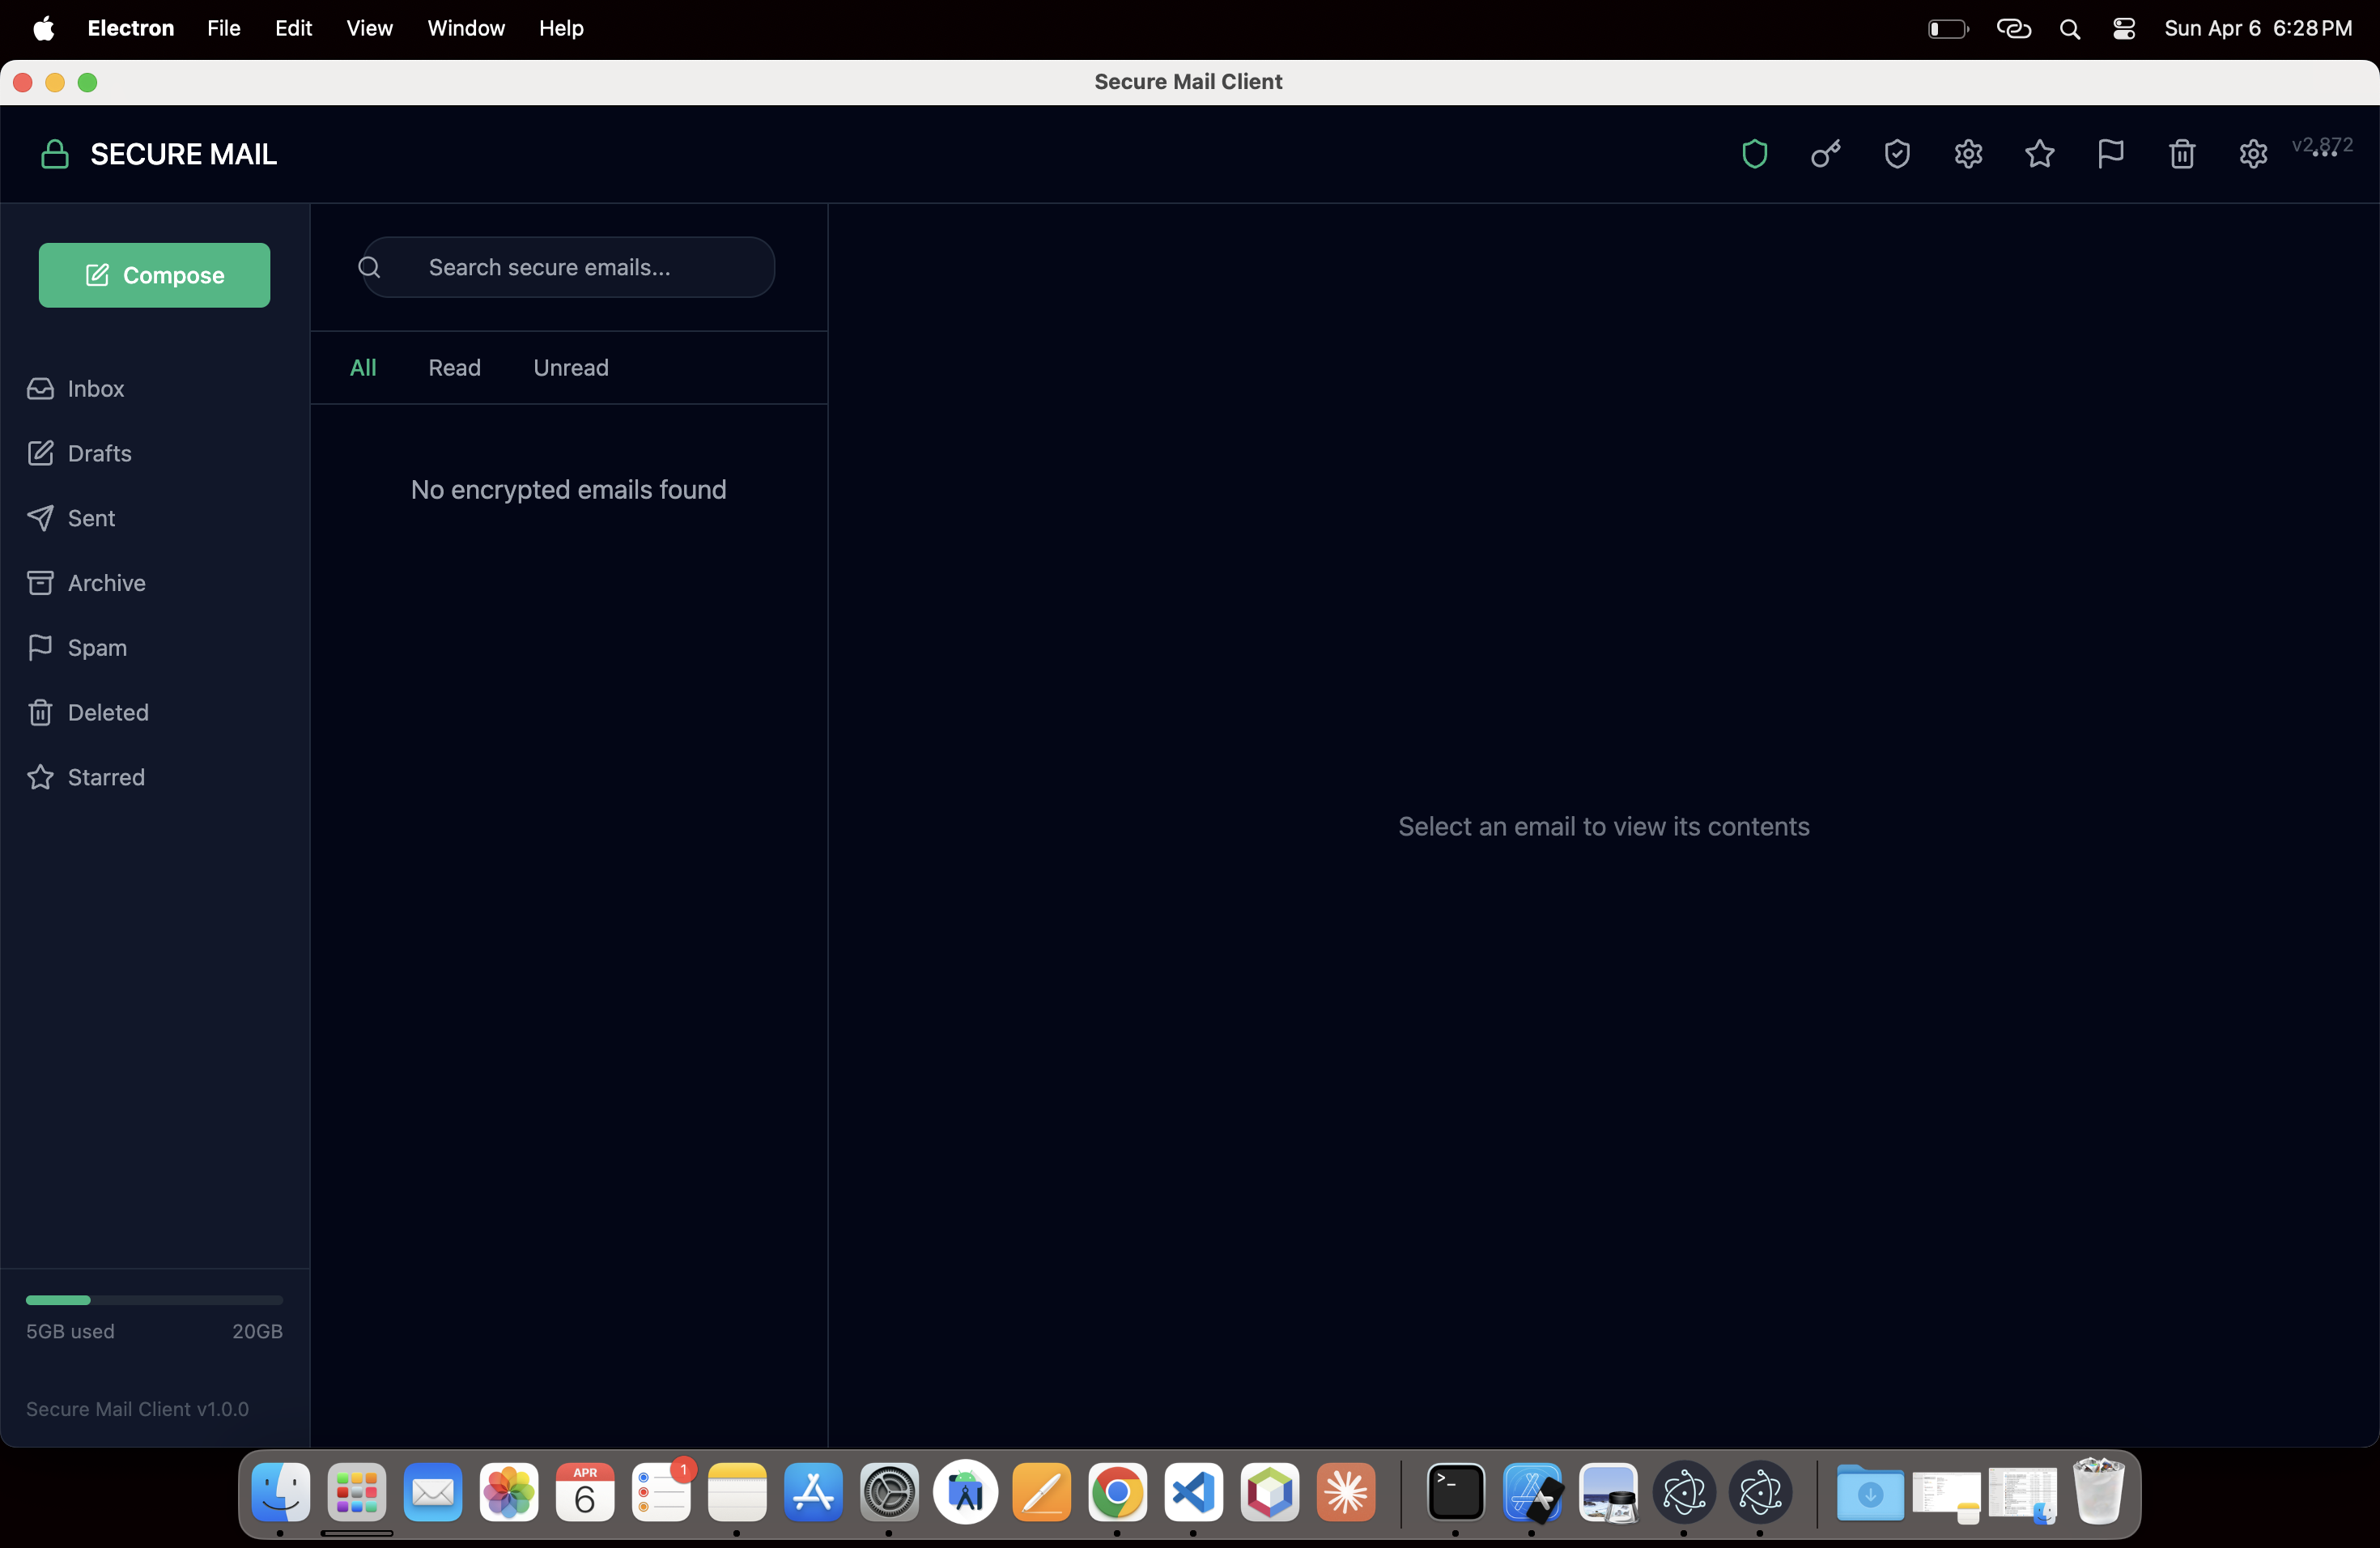 Electron File Edit View Window Help Sun Apr 6 6:28 PM
Secure Mail Client
SECURE MAIL
v2.872
Compose
Search secure emails...
All Read Unread
Inbox
Drafts
Sent
Archive
Spam
Deleted
Starred
No encrypted emails found
Select an email to view its contents
5GB used 20GB
Secure Mail Client v1.0.0
APR
6
1
>_